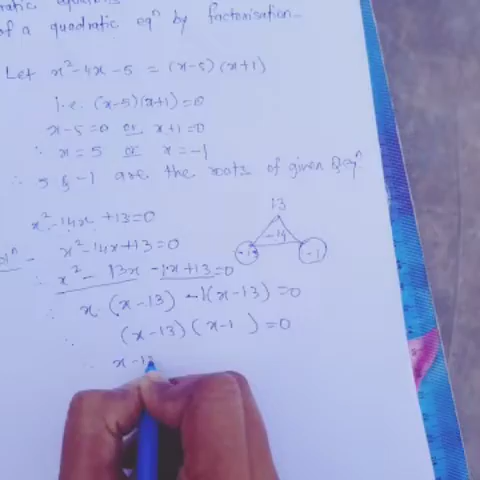 of a quadratic eqn by factorisation-
Let x²-4x-5 = (x-5)(x+1)
i.e. (x-5)(x+1)=0
x-5=0 or x+1=0
∴ x=5 or x=-1
∴ 5 & -1 are the roots of given Q.eqn
x²-14x+13=0
x²-14x+13=0
∴ x²-13x-1x+13=0
∴ x.(x-13)-1(x-13)=0
∴ (x-13)(x-1)=0
∴ x-13
13
-14
-13
-1